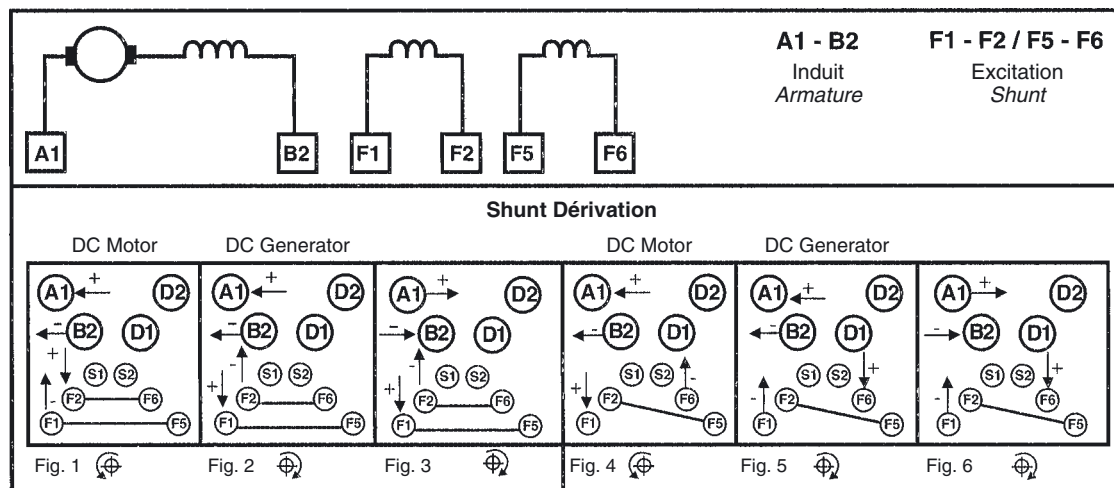 A1 - B2 F1 - F2 / F5 - F6
Induit Excitation
Armature Shunt
A1 B2 F1 F2 F5 F6
Shunt Dérivation
DC Motor DC Generator DC Motor DC Generator
A1 + D2 A1 + D2 A1 + D2 A1 + D2 A1 + D2 A1 + D2
- B2 D1 - B2 D1 - B2 D1 - B2 D1 - B2 D1 - B2 D1
+ - S1 S2 + - S1 S2 + - S1 S2 + S1 S2 - - S1 S2 + - S1 S2 +
F2 F6 F2 F6 F2 F6 F2 F6 F2 F6 F2 F6
F1 F5 F1 F5 F1 F5 F1 F5 F1 F5 F1 F5
Fig. 1 Fig. 2 Fig. 3 Fig. 4 Fig. 5 Fig. 6